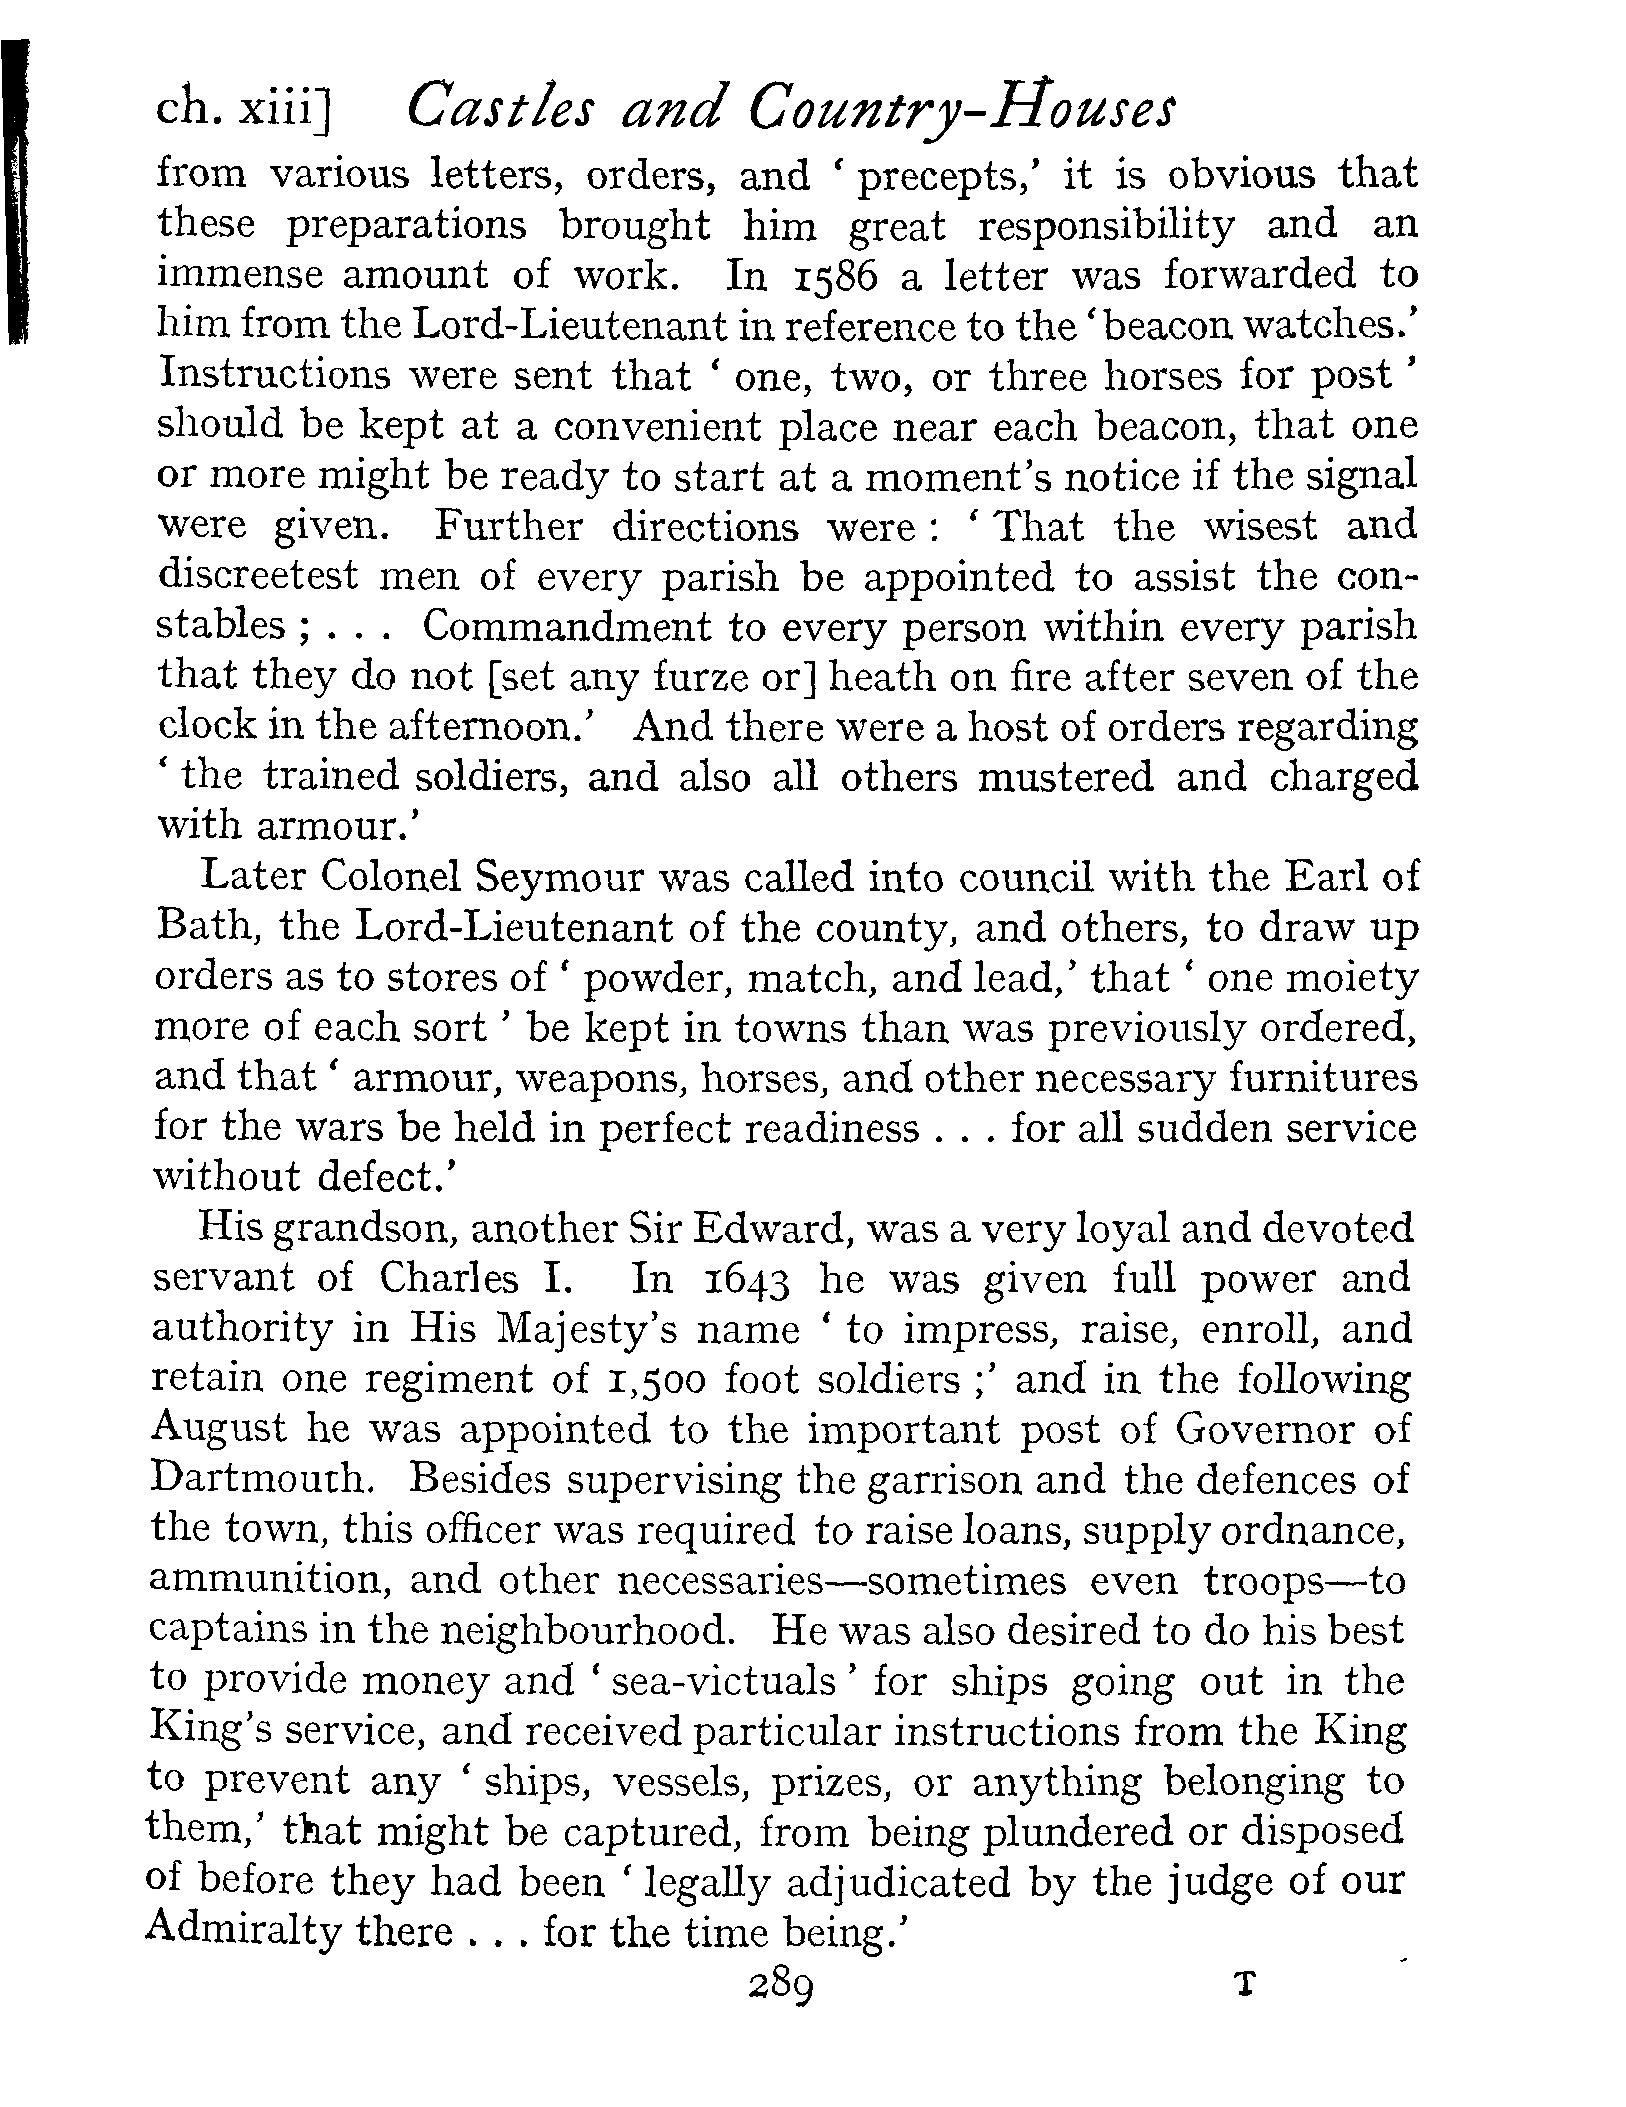 ch. xiii] Castles and Country-Houses
from various letters, orders, and ‘ precepts,’ it is obvious that
these preparations brought him great responsibility and an
immense amount of work. In 1586 a letter was forwarded to
him from the Lord-Lieutenant in reference to the ‘beacon watches.’
Instructions were sent that ‘ one, two, or three horses for post ’
should be kept at a convenient place near each beacon, that one
or more might be ready to start at a moment's notice if the signal
were given. Further directions were : ‘ That the wisest and
discreetest men of every parish be appointed to assist the con-
stables ; . . . Commandment to every person within every parish
that they do not [set any furze or] heath on fire after seven of the
clock in the afternoon.’ And there were a host of orders regarding
‘ the trained soldiers, and also all others mustered and charged
with armour.’
Later Colonel Seymour was called into council with the Earl of
Bath, the Lord-Lieutenant of the county, and others, to draw up
orders as to stores of ‘ powder, match, and lead,’ that ‘ one moiety
more of each sort ’ be kept in towns than was previously ordered,
and that ‘ armour, weapons, horses, and other necessary furnitures
for the wars be held in perfect readiness . . . for all sudden service
without defect.’
His grandson, another Sir Edward, was a very loyal and devoted
servant of Charles I. In 1643 he was given full power and
authority in His Majesty's name ‘ to impress, raise, enroll, and
retain one regiment of 1,500 foot soldiers ;’ and in the following
August he was appointed to the important post of Governor of
Dartmouth. Besides supervising the garrison and the defences of
the town, this officer was required to raise loans, supply ordnance,
ammunition, and other necessaries—sometimes even troops—to
captains in the neighbourhood. He was also desired to do his best
to provide money and ‘ sea-victuals ’ for ships going out in the
King's service, and received particular instructions from the King
to prevent any ‘ ships, vessels, prizes, or anything belonging to
them,’ that might be captured, from being plundered or disposed
of before they had been ‘ legally adjudicated by the judge of our
Admiralty there . . . for the time being.’
289 T